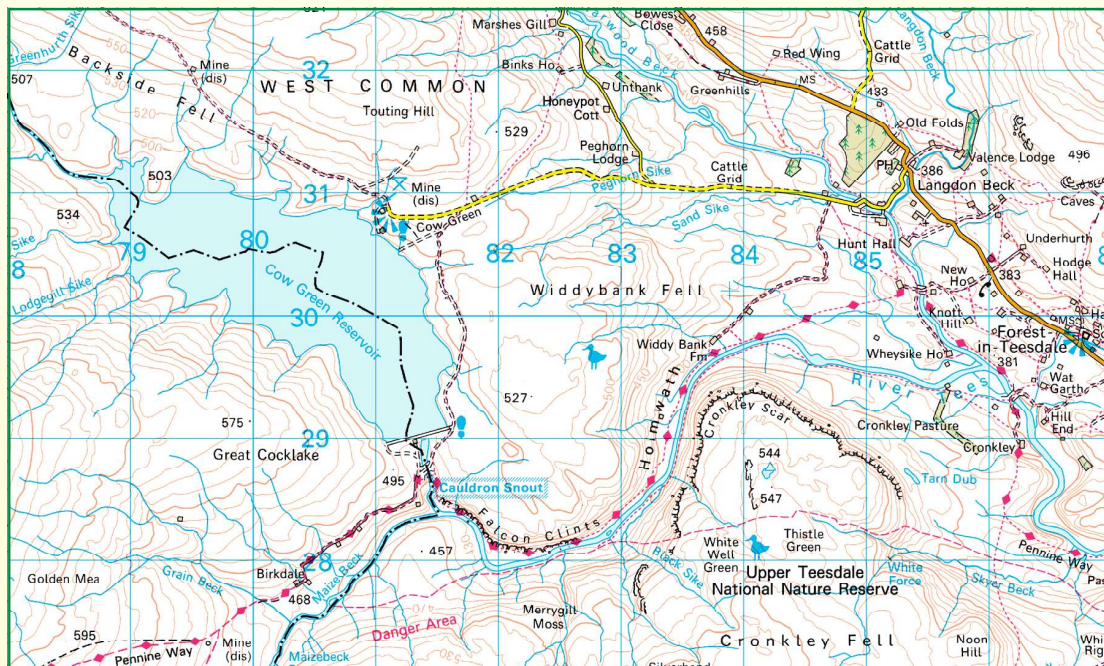 Marshes Gill
Bowes
Close
458
Harwood Beck
Langdon Beck
Cattle
Grid
Red Wing
Greenhurth Sike
507
Backside Fell
Mine
(dis)
550
530
520
32
WEST COMMON
Touting Hill
Binks Ho
Unthank
Greenhills
MS
433
Honeypot
Cott
529
Old Folds
Peghorn
Lodge
Cattle
Grid
PH
386
Valence Lodge
496
Langdon Beck
Caves
503
31
Mine
(dis)
Peghorn Sike
534
Cow Green
Sand Sike
Sike
8
79
80
82
83
84
85
Hunt Hall
Underhurth
Hodge
Hall
383
New
Ho
Lodgegill Sike
Cow Green Reservoir
Widdybank Fell
30
Knott
Hill
MS
Forest-
in-Teesdale
381
Widdy Bank
Fm
Wheysike Ho
River Tees
Wat
Garth
Holmwath
Cronkley Scar
527
575
29
Great Cocklake
Cronkley Pasture
Hill
End
Cronkley
544
547
495
Cauldron Snout
Tarn Dub
Falcon Clints
457
White
Well
Green
Thistle
Green
Pennine Way
28
Golden Mea
Birkdale
Grain Beck
Maize Beck
468
Black Sike
Upper Teesdale
National Nature Reserve
White
Force
Skyer Beck
595
Pennine Way
Mine
(dis)
Maizebeck
Danger Area
Merrygill
Moss
Cronkley Fell
Noon
Hill